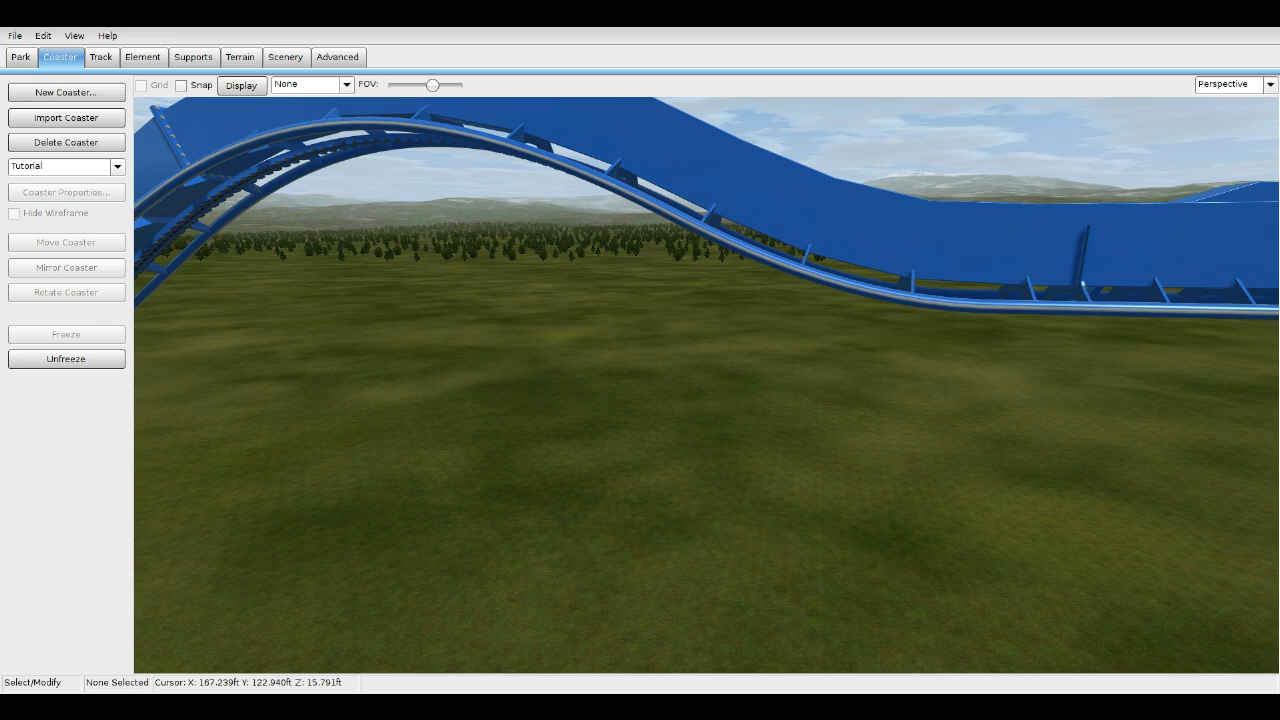 File Edit View Help
Park Coaster Track Element Supports Terrain Scenery Advanced
Grid Snap Display None FOV: Perspective
New Coaster...
Import Coaster
Delete Coaster
Tutorial
Coaster Properties...
Hide Wireframe
Move Coaster
Mirror Coaster
Rotate Coaster
Freeze
Unfreeze
Select/Modify None Selected Cursor: X: 167.239ft Y: 122.940ft Z: 15.791ft